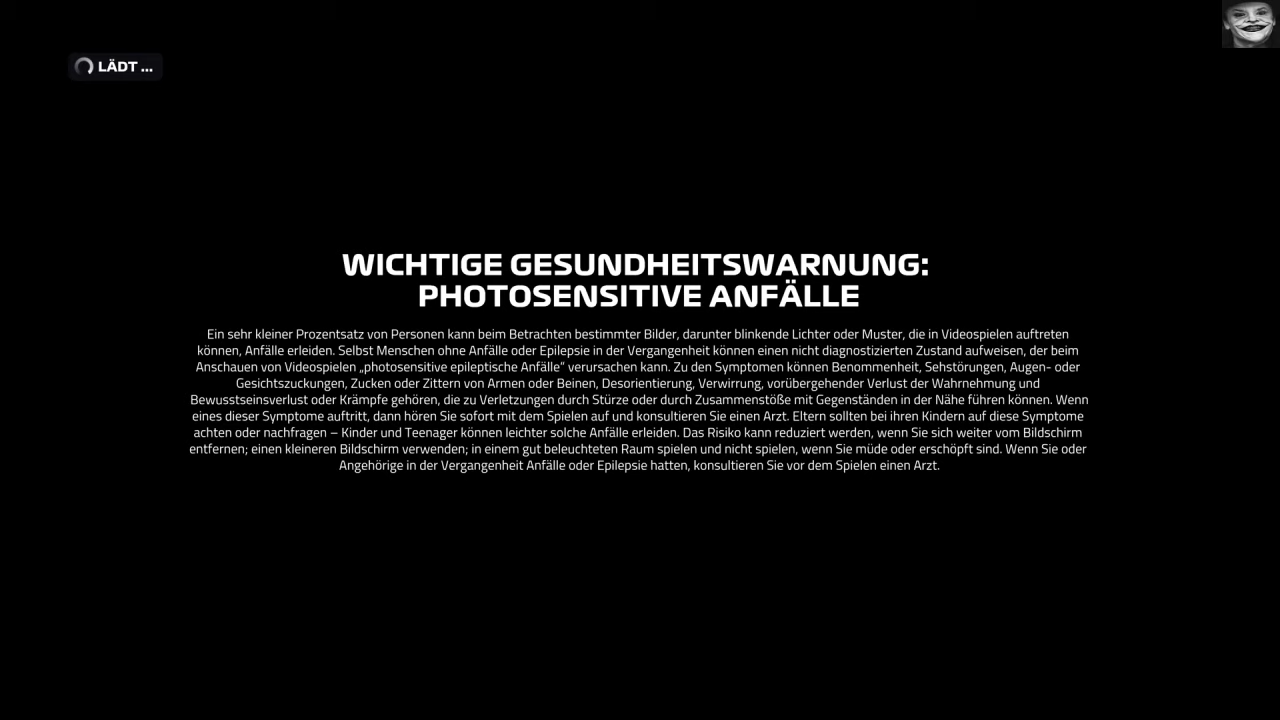 LÄDT ...
WICHTIGE GESUNDHEITSWARNUNG:
PHOTOSENSITIVE ANFÄLLE
Ein sehr kleiner Prozentsatz von Personen kann beim Betrachten bestimmter Bilder, darunter blinkende Lichter oder Muster, die in Videospielen auftreten
können, Anfälle erleiden. Selbst Menschen ohne Anfälle oder Epilepsie in der Vergangenheit können einen nicht diagnostizierten Zustand aufweisen, der beim
Anschauen von Videospielen „photosensitive epileptische Anfälle“ verursachen kann. Zu den Symptomen können Benommenheit, Sehstörungen, Augen- oder
Gesichtszuckungen, Zucken oder Zittern von Armen oder Beinen, Desorientierung, Verwirrung, vorübergehender Verlust der Wahrnehmung und
Bewusstseinsverlust oder Krämpfe gehören, die zu Verletzungen durch Stürze oder durch Zusammenstöße mit Gegenständen in der Nähe führen können. Wenn
eines dieser Symptome auftritt, dann hören Sie sofort mit dem Spielen auf und konsultieren Sie einen Arzt. Eltern sollten bei ihren Kindern auf diese Symptome
achten oder nachfragen – Kinder und Teenager können leichter solche Anfälle erleiden. Das Risiko kann reduziert werden, wenn Sie sich weiter vom Bildschirm
entfernen; einen kleineren Bildschirm verwenden; in einem gut beleuchteten Raum spielen und nicht spielen, wenn Sie müde oder erschöpft sind. Wenn Sie oder
Angehörige in der Vergangenheit Anfälle oder Epilepsie hatten, konsultieren Sie vor dem Spielen einen Arzt.